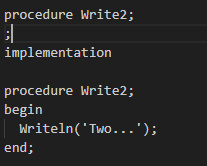 procedure Write2;
;
implementation

procedure Write2;
begin
  Writeln('Two...');
end;